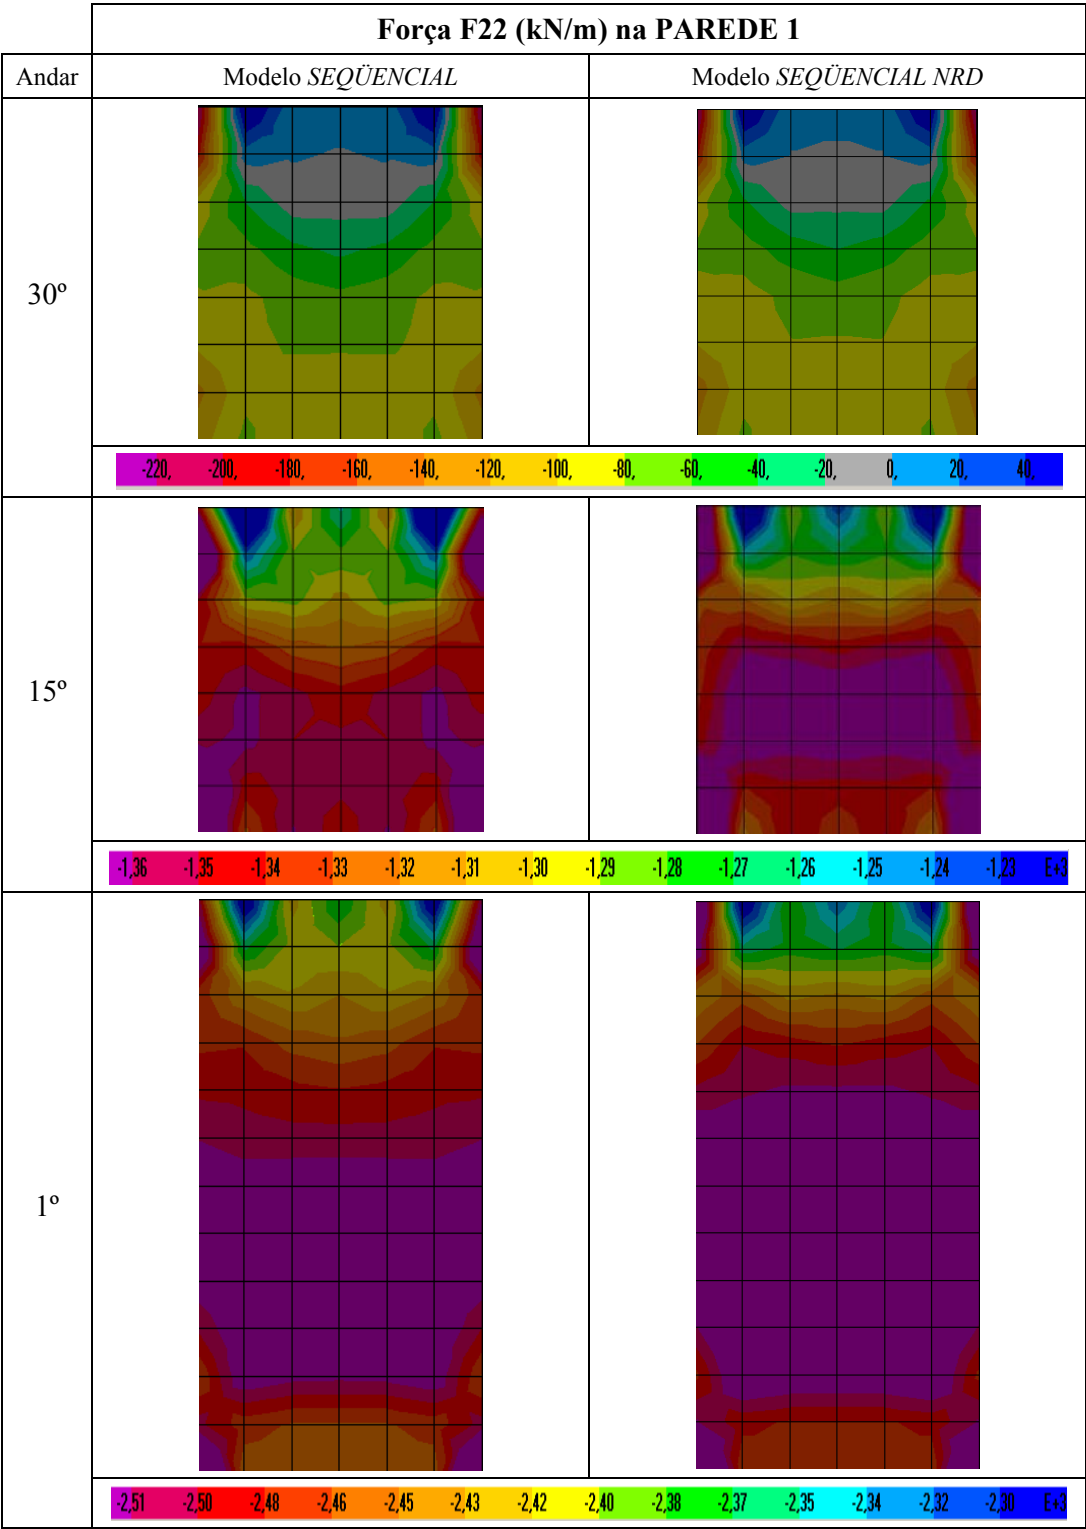 Força F22 (kN/m) na PAREDE 1
Andar Modelo SEQÜENCIAL Modelo SEQÜENCIAL NRD
30º
-220, -200, -180, -160, -140, -120, -100, -80, -60, -40, -20, 0, 20, 40,
15º
-1,36 -1,35 -1,34 -1,33 -1,32 -1,31 -1,30 -1,29 -1,28 -1,27 -1,26 -1,25 -1,24 -1,23 E+3
1º
-2,51 -2,50 -2,48 -2,46 -2,45 -2,43 -2,42 -2,40 -2,38 -2,37 -2,35 -2,34 -2,32 -2,30 E+3